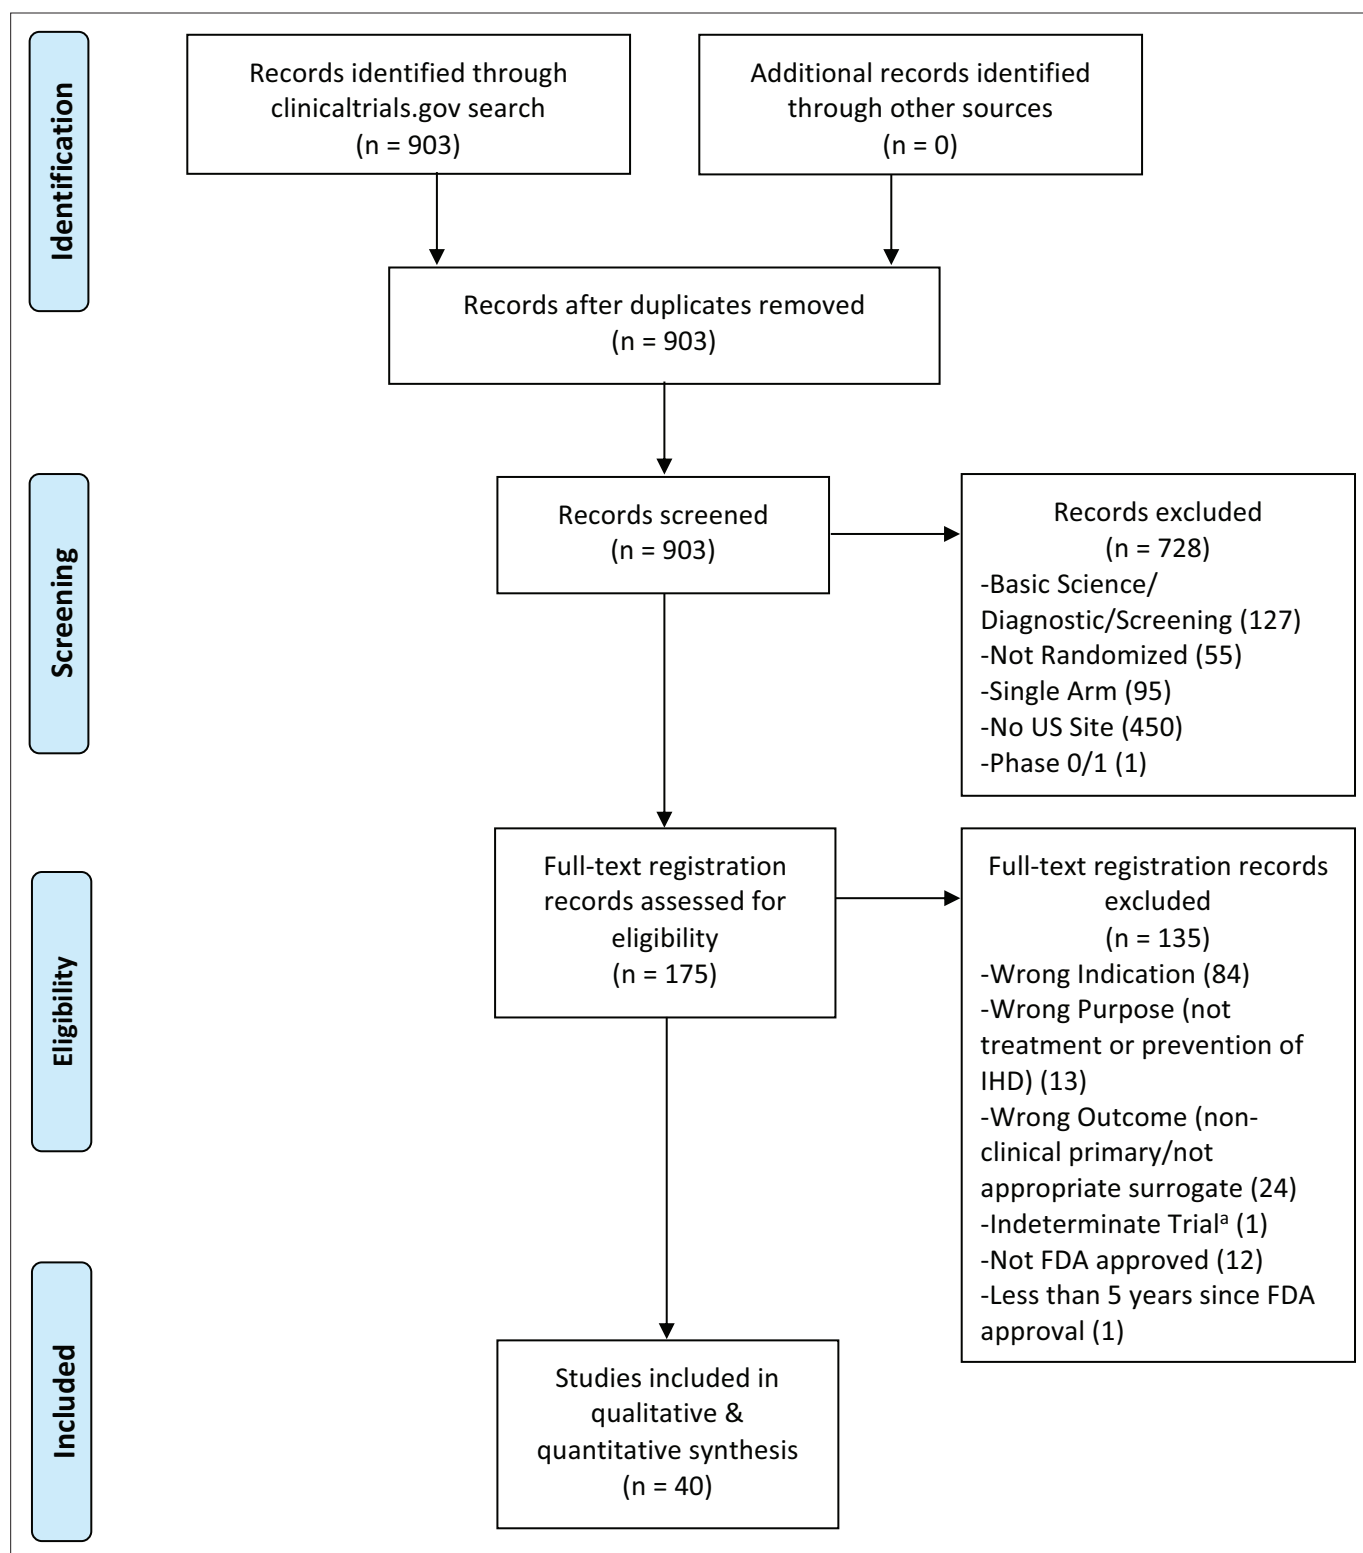 Identification
Records identified through
clinicaltrials.gov search
(n = 903)
Additional records identified
through other sources
(n = 0)
Records after duplicates removed
(n = 903)
Screening
Records screened
(n = 903)
Records excluded
(n = 728)
-Basic Science/
Diagnostic/Screening (127)
-Not Randomized (55)
-Single Arm (95)
-No US Site (450)
-Phase 0/1 (1)
Eligibility
Full-text registration
records assessed for
eligibility
(n = 175)
Full-text registration records
excluded
(n = 135)
-Wrong Indication (84)
-Wrong Purpose (not
treatment or prevention of
IHD) (13)
-Wrong Outcome (non-
clinical primary/not
appropriate surrogate (24)
-Indeterminate Trialᵃ (1)
-Not FDA approved (12)
-Less than 5 years since FDA
approval (1)
Included
Studies included in
qualitative &
quantitative synthesis
(n = 40)